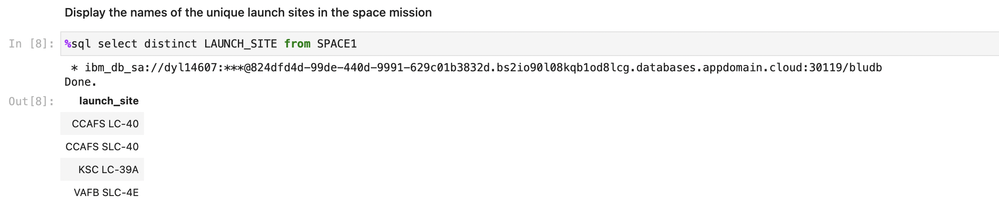 Display the names of the unique launch sites in the space mission
In [8]: %sql select distinct LAUNCH_SITE from SPACE1
* ibm_db_sa://dyl14607:***@824dfd4d-99de-440d-9991-629c01b3832d.bs2io90l08kqb1od8lcg.databases.appdomain.cloud:30119/bludb
Done.
Out[8]: launch_site
CCAFS LC-40
CCAFS SLC-40
KSC LC-39A
VAFB SLC-4E